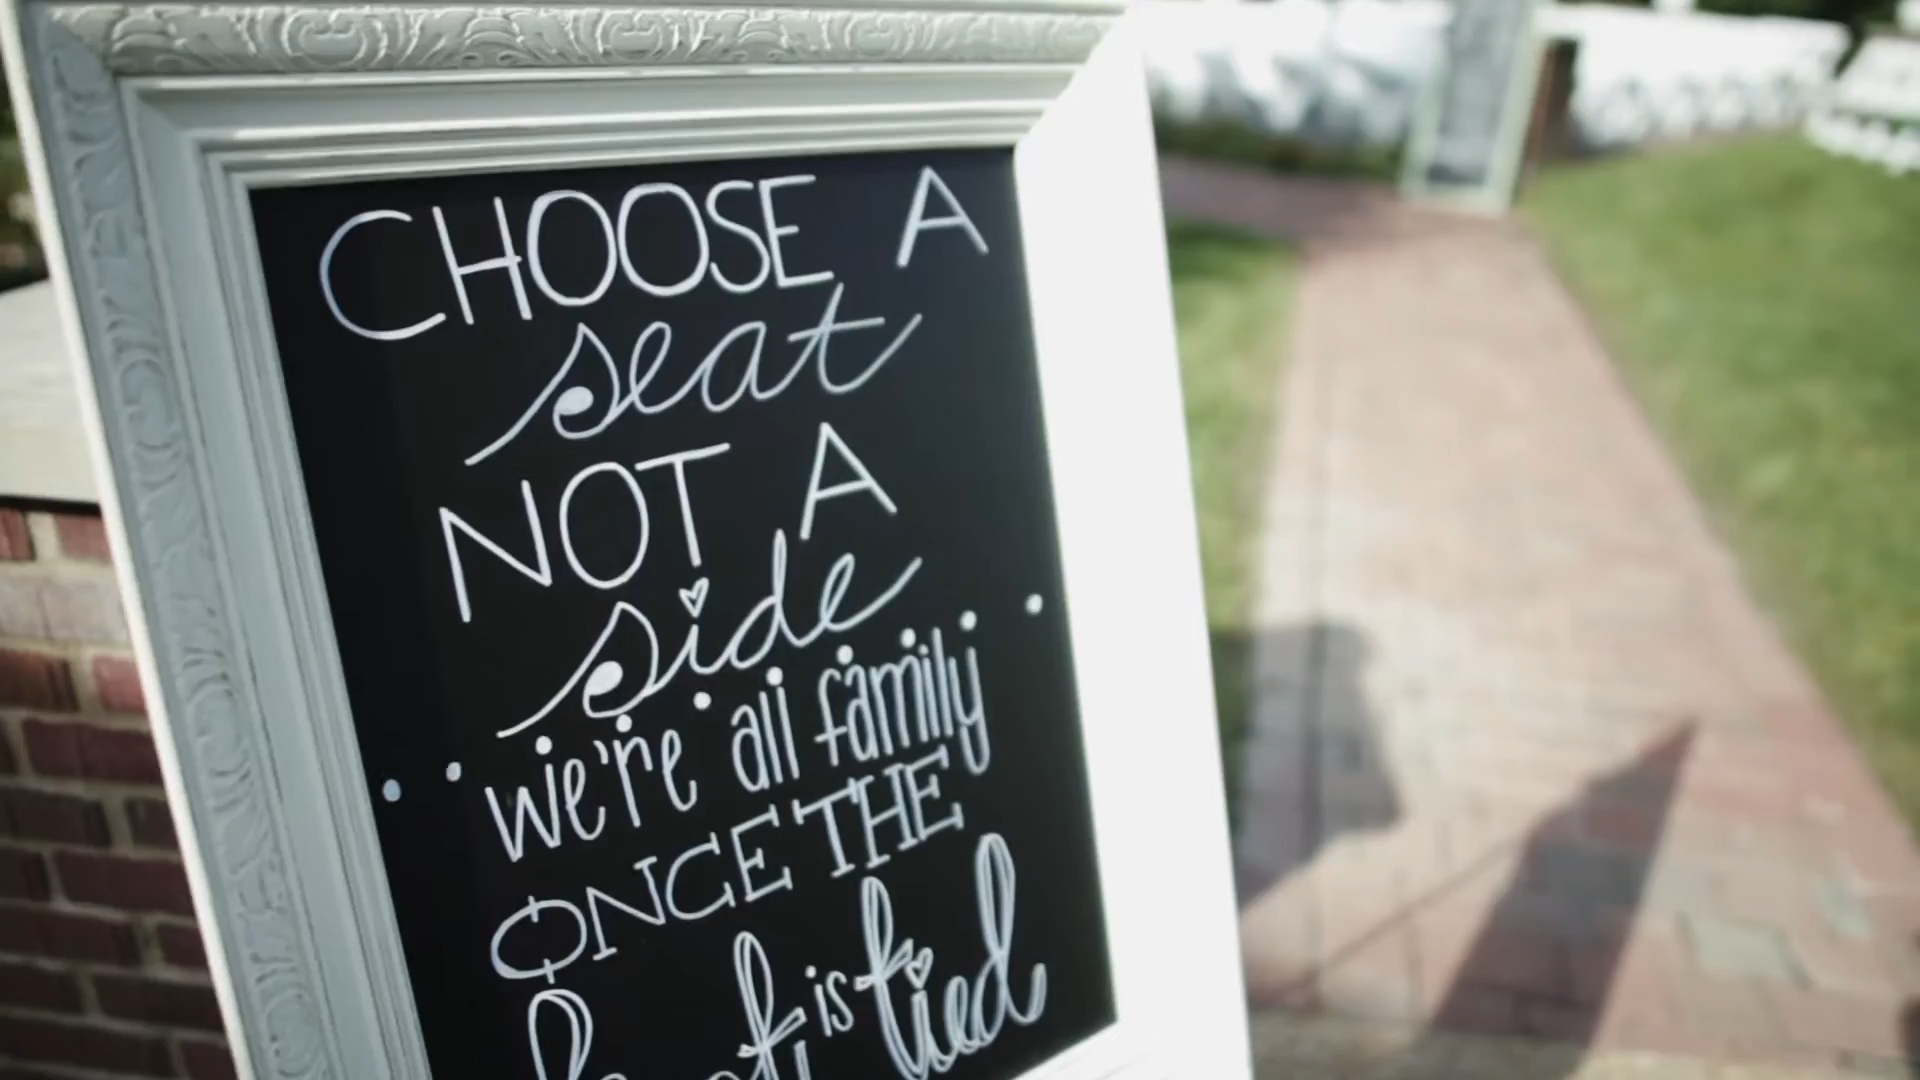 CHOOSE A
seat
NOT A
side
we're all family
ONCE THE
is tied